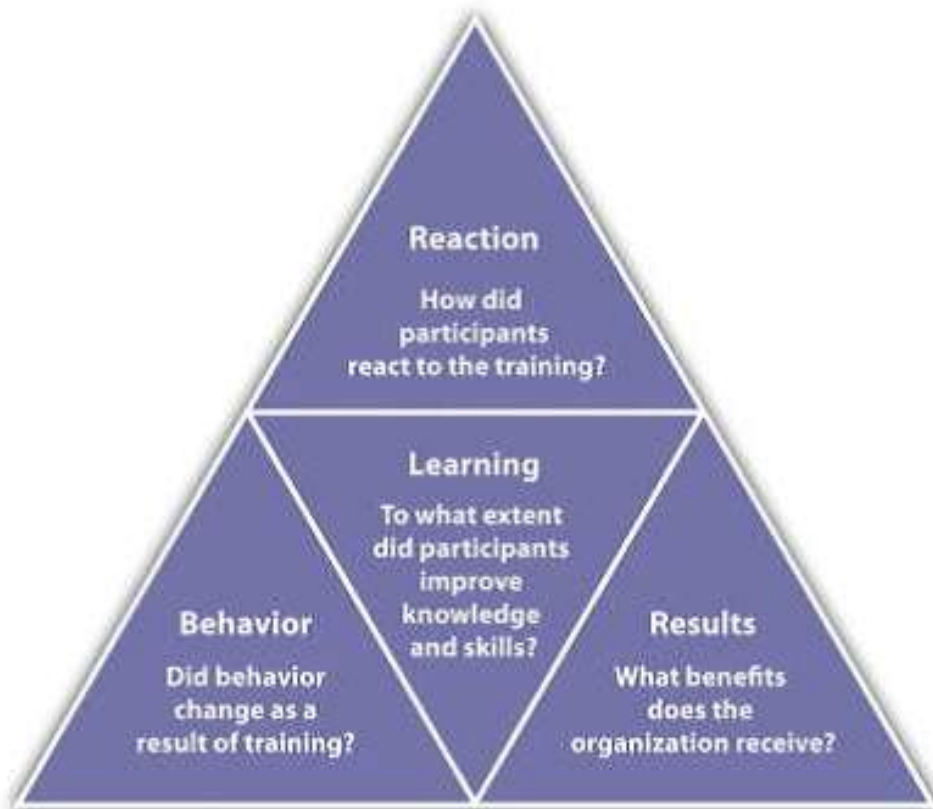 Reaction
How did
participants
react to the training?
Learning
To what extent
did participants
improve
knowledge
and skills?
Behavior
Did behavior
change as a
result of training?
Results
What benefits
does the
organization receive?